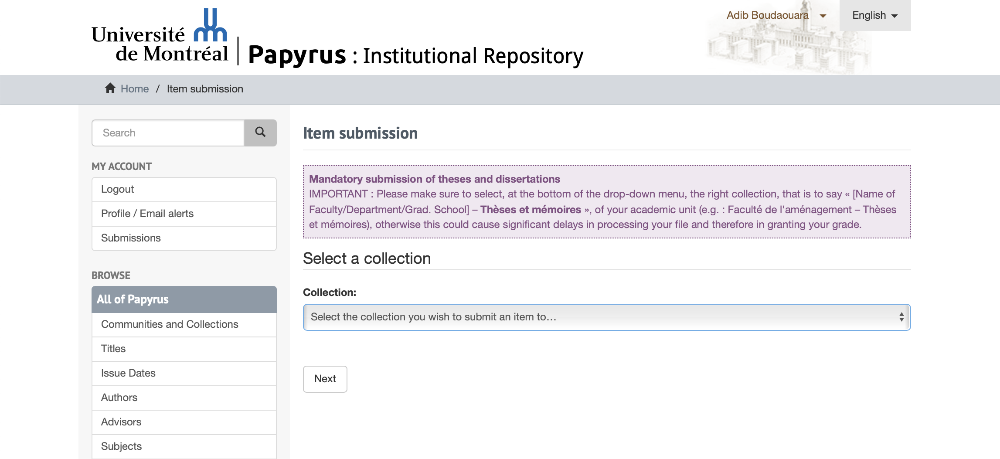 Université
de Montréal
Papyrus : Institutional Repository
Adib Boudaouara
English
Home / Item submission
Search
MY ACCOUNT
Logout
Profile / Email alerts
Submissions
BROWSE
All of Papyrus
Communities and Collections
Titles
Issue Dates
Authors
Advisors
Subjects
Item submission
Mandatory submission of theses and dissertations
IMPORTANT : Please make sure to select, at the bottom of the drop-down menu, the right collection, that is to say « [Name of
Faculty/Department/Grad. School] – Thèses et mémoires », of your academic unit (e.g. : Faculté de l'aménagement – Thèses
et mémoires), otherwise this could cause significant delays in processing your file and therefore in granting your grade.
Select a collection
Collection:
Select the collection you wish to submit an item to...
Next